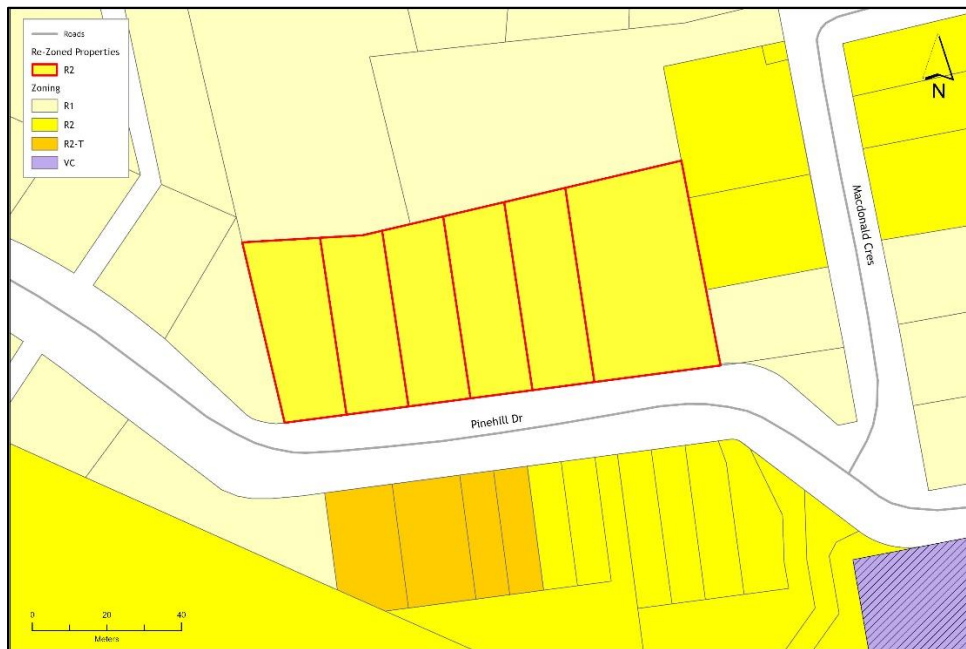 Roads
Re-Zoned Properties
R2
Zoning
R1
R2
R2-T
VC
N
Macdonald Cres
Pinehill Dr
0 20 40
Meters